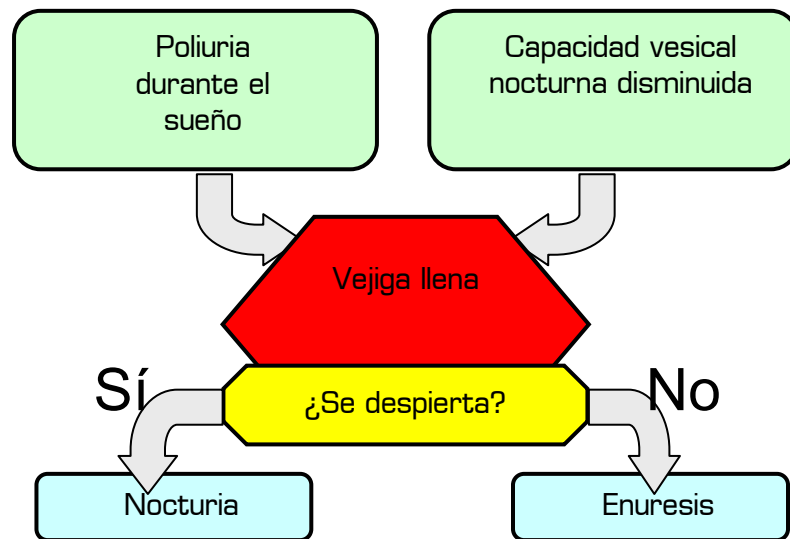 Poliuria
durante el
sueño
Capacidad vesical
nocturna disminuida
Vejiga llena
Sí
¿Se despierta?
No
Nocturia
Enuresis